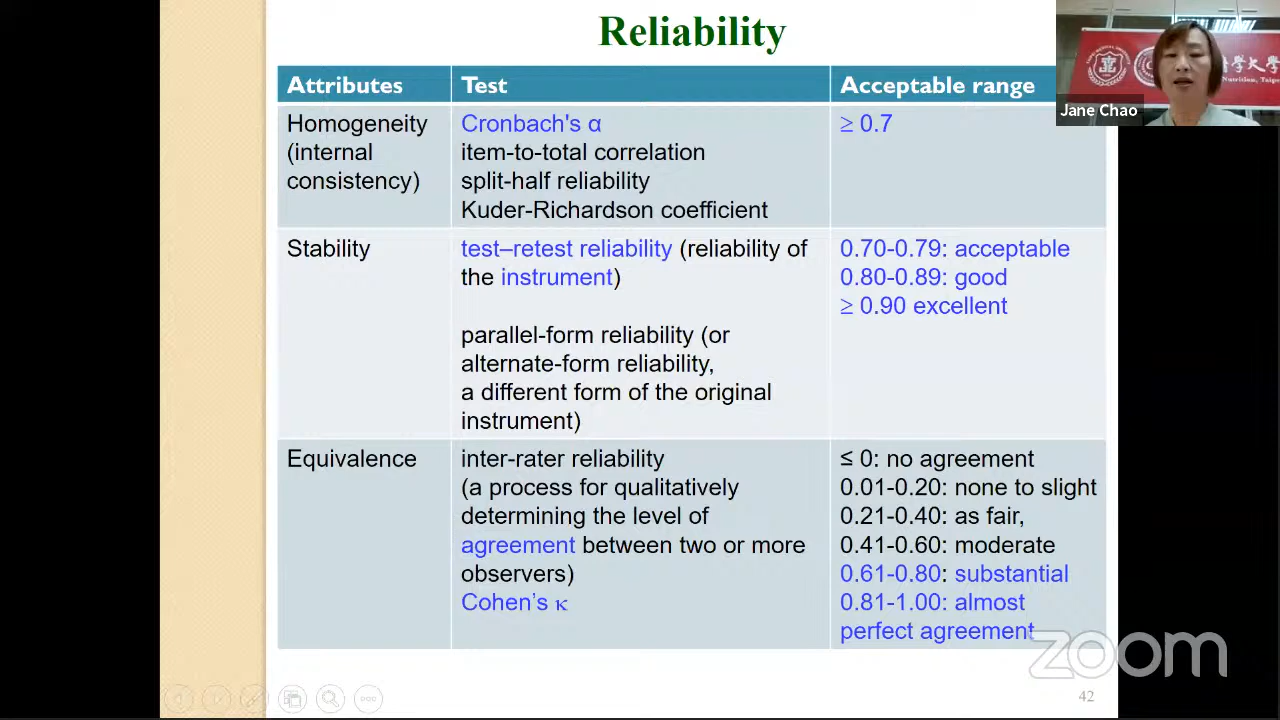 Reliability
Attributes
Test
Acceptable range
Homogeneity
(internal
consistency)
Cronbach's α
item-to-total correlation
split-half reliability
Kuder-Richardson coefficient
≥ 0.7
Stability
test–retest reliability (reliability of
the instrument)
parallel-form reliability (or
alternate-form reliability,
a different form of the original
instrument)
0.70-0.79: acceptable
0.80-0.89: good
≥ 0.90 excellent
Equivalence
inter-rater reliability
(a process for qualitatively
determining the level of
agreement between two or more
observers)
Cohen’s κ
≤ 0: no agreement
0.01-0.20: none to slight
0.21-0.40: as fair,
0.41-0.60: moderate
0.61-0.80: substantial
0.81-1.00: almost
perfect agreement
學大學
Nutrition, Taipe
Jane Chao
zoom
42